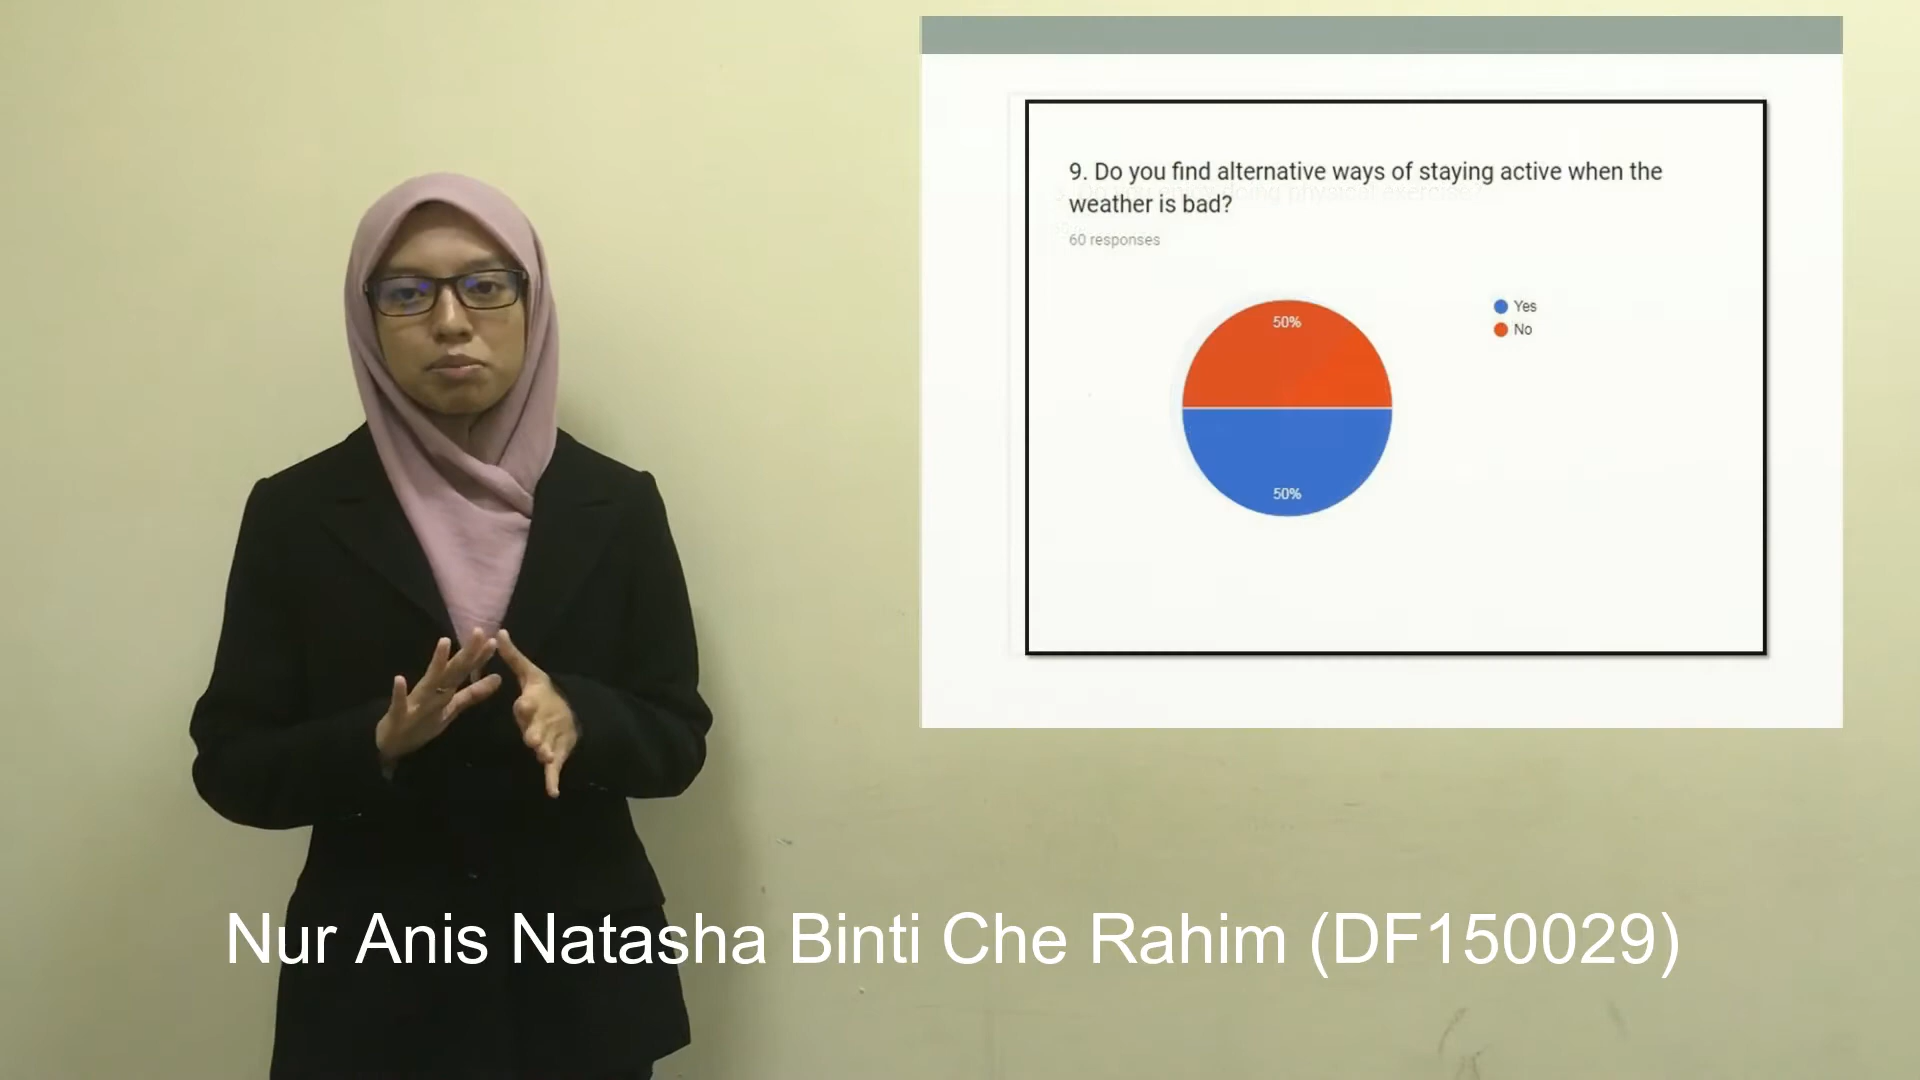 9. Do you find alternative ways of staying active when the
weather is bad?
60 responses
Yes
No
50%
50%
Nur Anis Natasha Binti Che Rahim (DF150029)